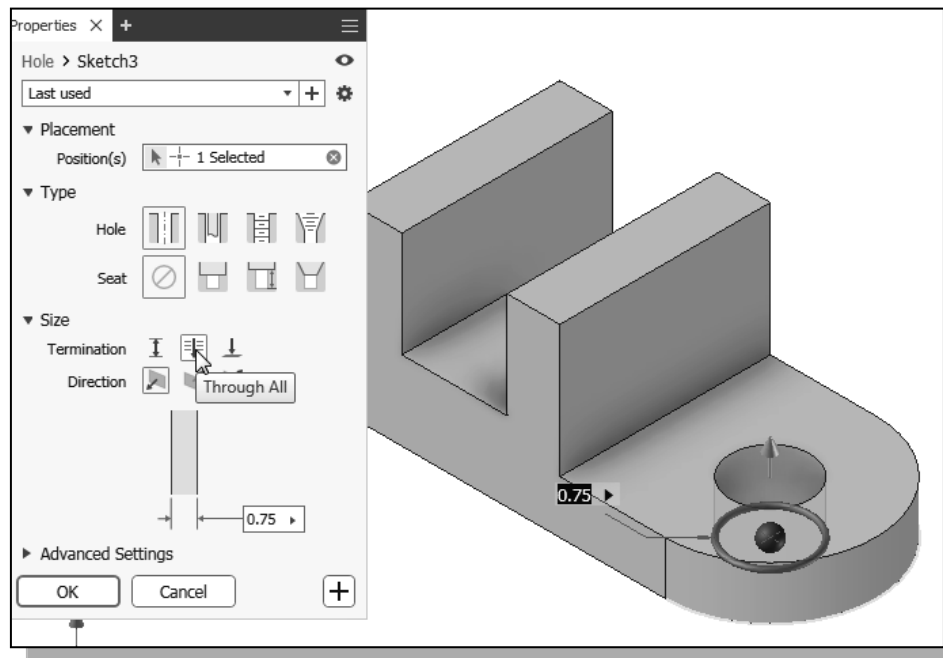 Properties × +
Hole > Sketch3
Last used
Placement
Position(s) 1 Selected
Type
Hole
Seat
Size
Termination
Direction
Through All
0.75
0.75
Advanced Settings
OK Cancel +